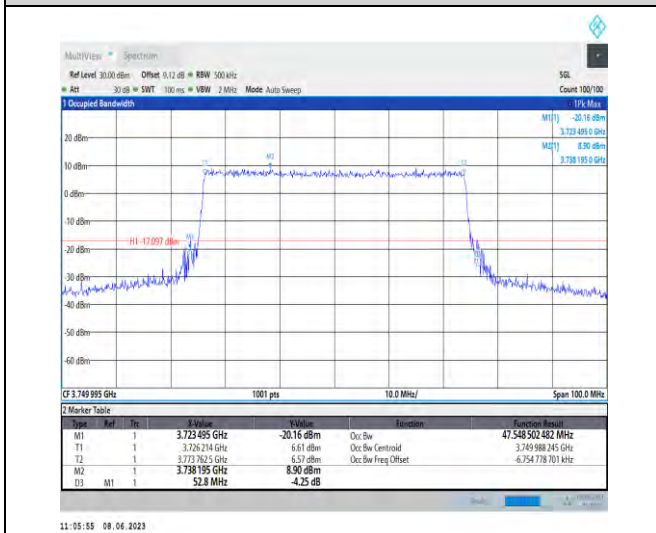 MultiView Spectrum
Ref Level 30.00 dBm Offset 9.12 dB RBW 500 kHz SGL
Att 30 dB SWT 100 ms VBW 2 MHz Mode Auto Sweep Count 100/100
1 Occupied Bandwidth 1Pk Max
M1[1] -20.16 dBm
3.723 495 0 GHz
20 dBm
M2[1] 8.90 dBm
3.738 195 0 GHz
M2
10 dBm
T1 T2
0 dBm
-10 dBm
H1 -17.097 dBm
M1
-20 dBm
-30 dBm
-40 dBm
-50 dBm
-60 dBm
CF 3.749 995 GHz 1001 pts 10.0 MHz/ Span 100.0 MHz
2 Marker Table
Type Ref Trc X-Value Y-Value Function Function Result
M1 1 3.723 495 GHz -20.16 dBm Occ Bw 47.548 502 482 MHz
T1 1 3.726 214 GHz 6.61 dBm Occ Bw Centroid 3.749 988 245 GHz
T2 1 3.773 762 5 GHz 6.57 dBm Occ Bw Freq Offset -6.754 778 701 kHz
M2 1 3.738 195 GHz 8.90 dBm
D3 M1 1 52.8 MHz -4.25 dB
11:05:55 08.06.2023